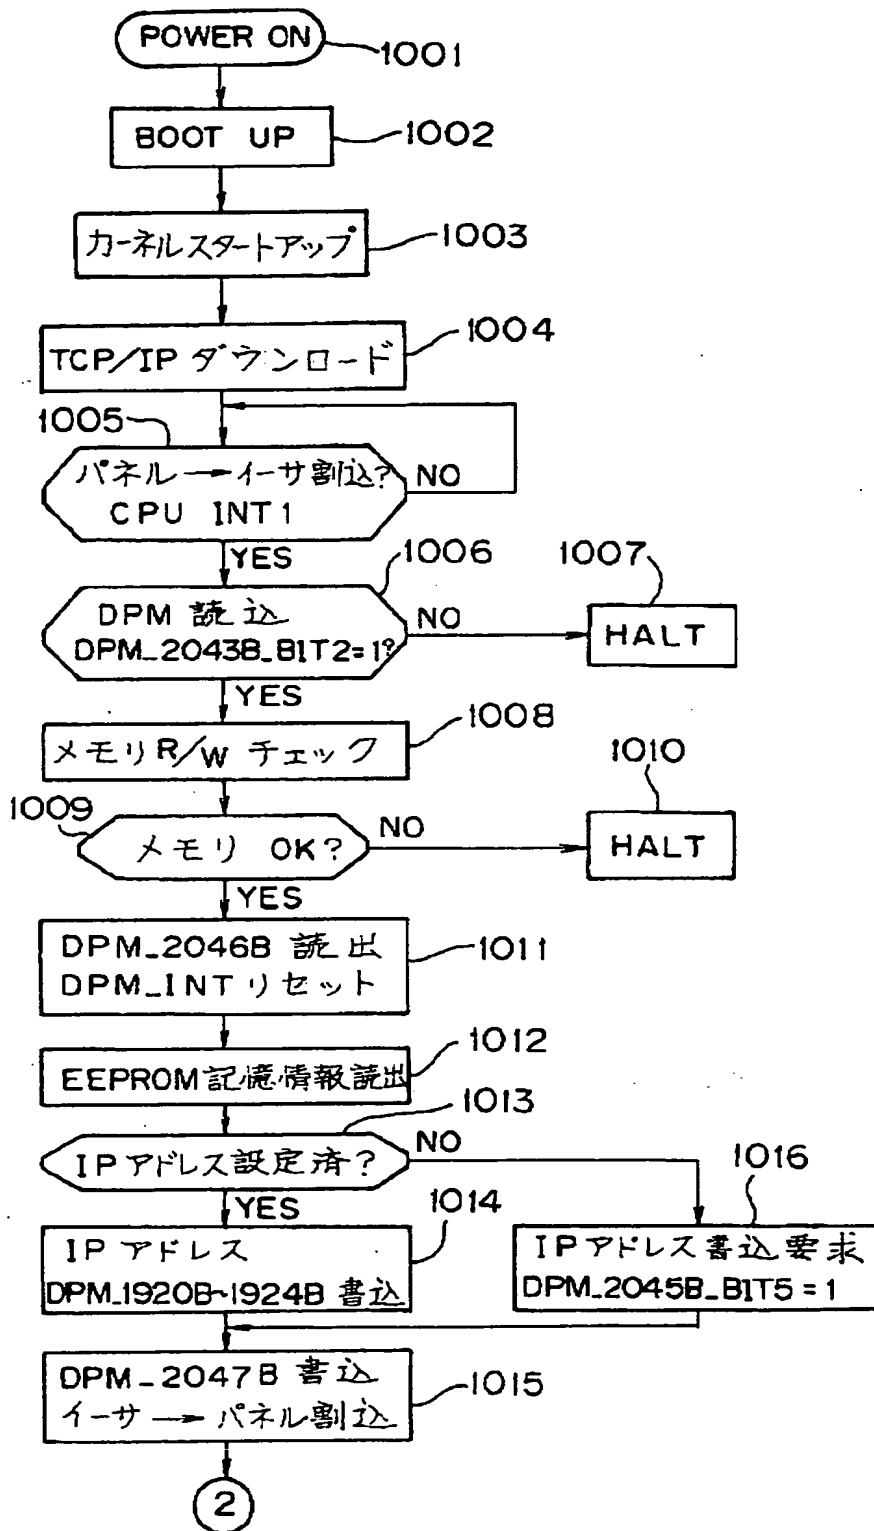 POWER ON
1001
BOOT UP
1002
カーネルスタートアップ
1003
TCP/IP ダウンロード
1004
1005
パネル→イーサ割込?
CPU INT1
NO
YES
1006
DPM 読込
DPM_2043B_BIT2=1?
NO
1007
HALT
YES
メモリR/W チェック
1008
1009
メモリ OK?
NO
1010
HALT
YES
DPM_2046B 読出
DPM_INTリセット
1011
EEPROM記憶情報読出
1012
1013
IPアドレス設定済?
NO
YES
IP アドレス
DPM_1920B~1924B 書込
1014
1016
IPアドレス書込要求
DPM_2045B_BIT5=1
DPM_2047B 書込
イーサ→パネル割込
1015
2